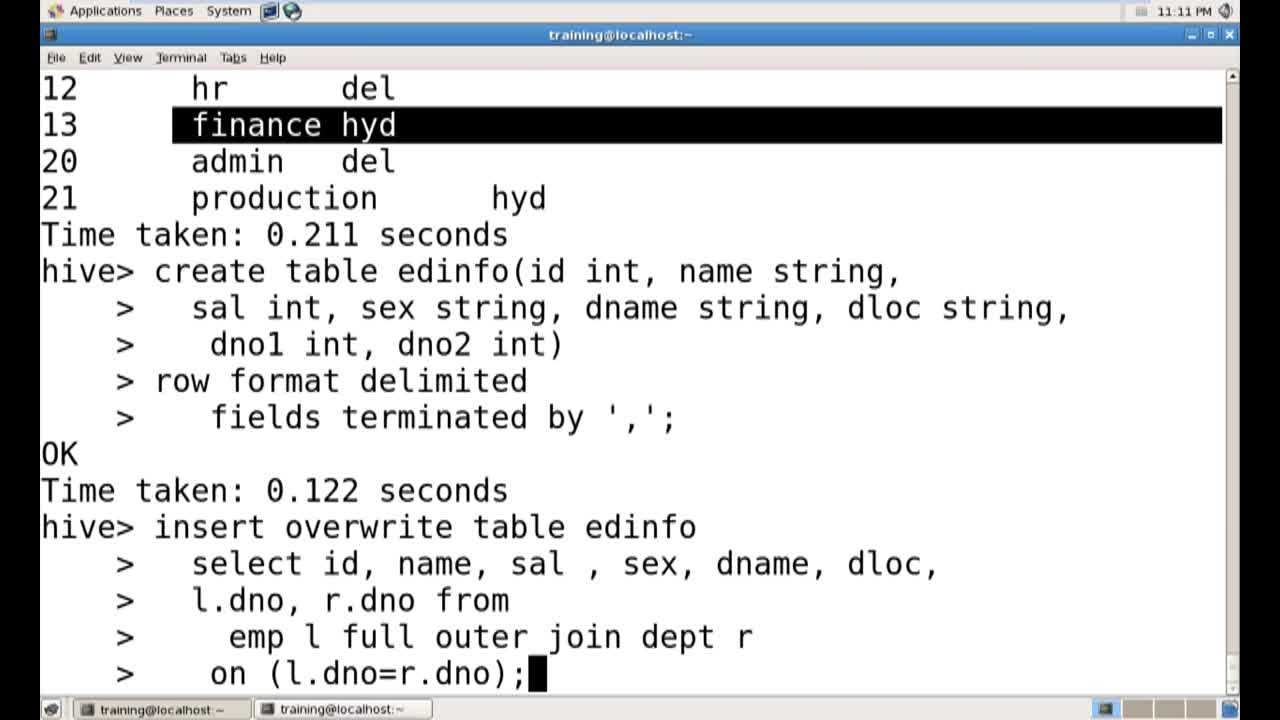 Applications Places System 11:11 PM
training@localhost:~
File Edit View Terminal Tabs Help
12 hr del
13 finance hyd
20 admin del
21 production hyd
Time taken: 0.211 seconds
hive> create table edinfo(id int, name string,
> sal int, sex string, dname string, dloc string,
> dno1 int, dno2 int)
> row format delimited
> fields terminated by ',';
OK
Time taken: 0.122 seconds
hive> insert overwrite table edinfo
> select id, name, sal , sex, dname, dloc,
> l.dno, r.dno from
> emp l full outer join dept r
> on (l.dno=r.dno);
training@localhost:~ training@localhost:~